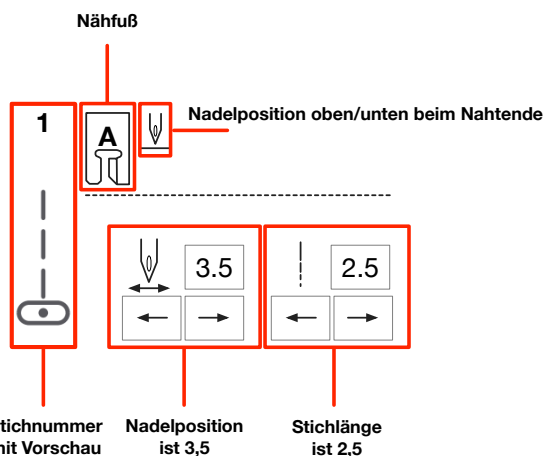 Nähfuß
Nadelposition oben/unten beim Nahtende
1
A
3.5
2.5
tichnummer
nit Vorschau
Nadelposition
ist 3,5
Stichlänge
ist 2,5